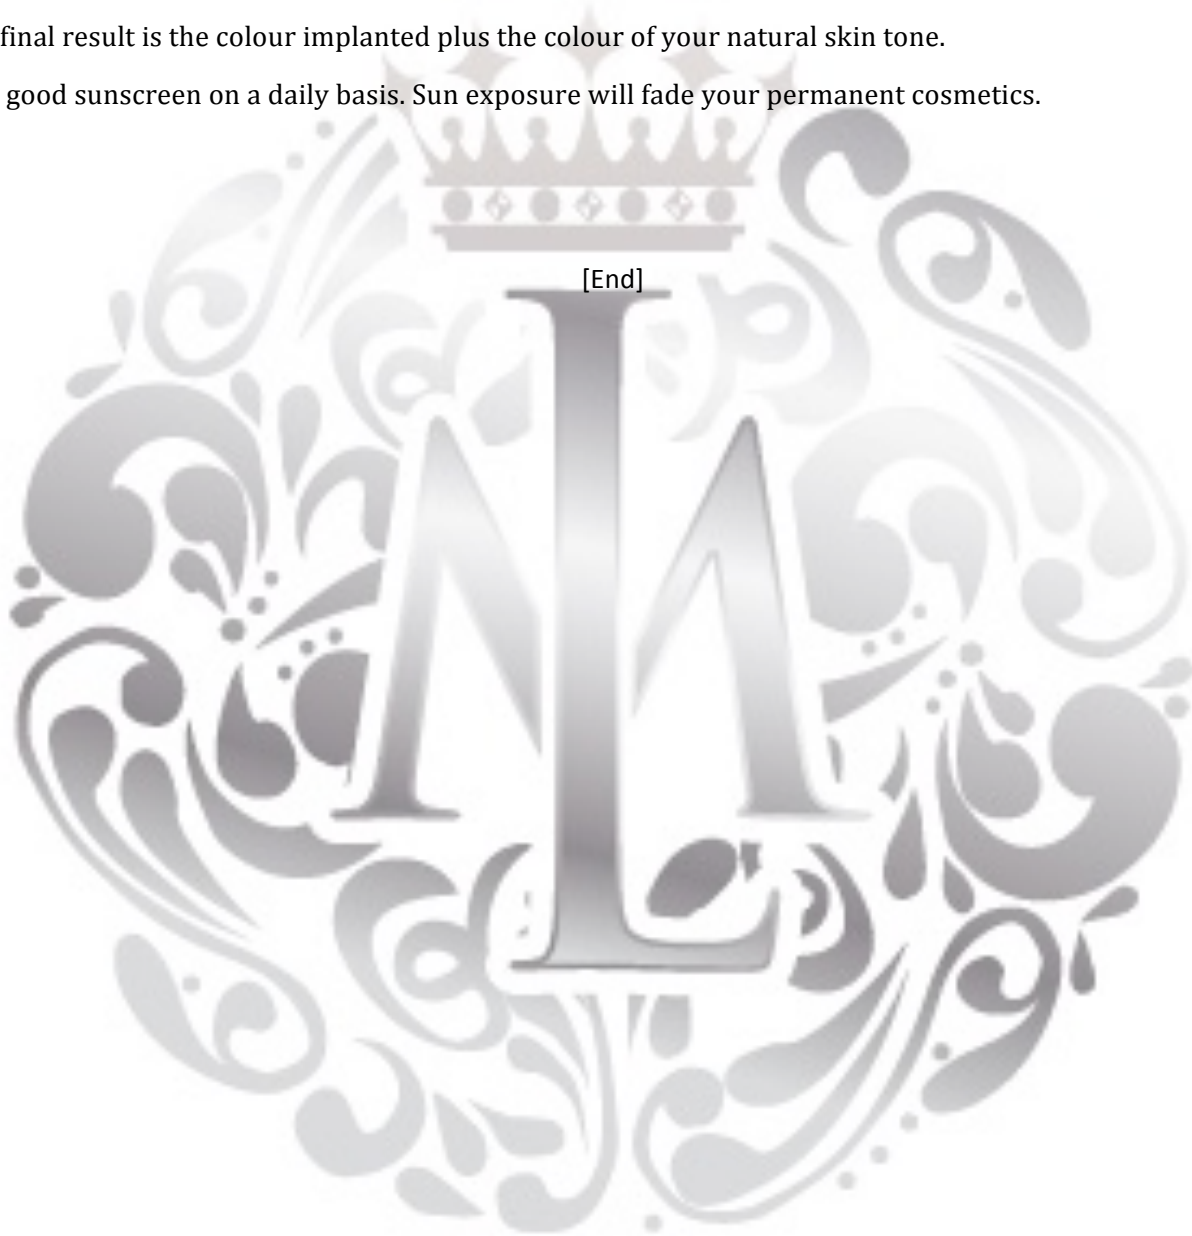 final result is the colour implanted plus the colour of your natural skin tone.
good sunscreen on a daily basis. Sun exposure will fade your permanent cosmetics.
[End]
LM